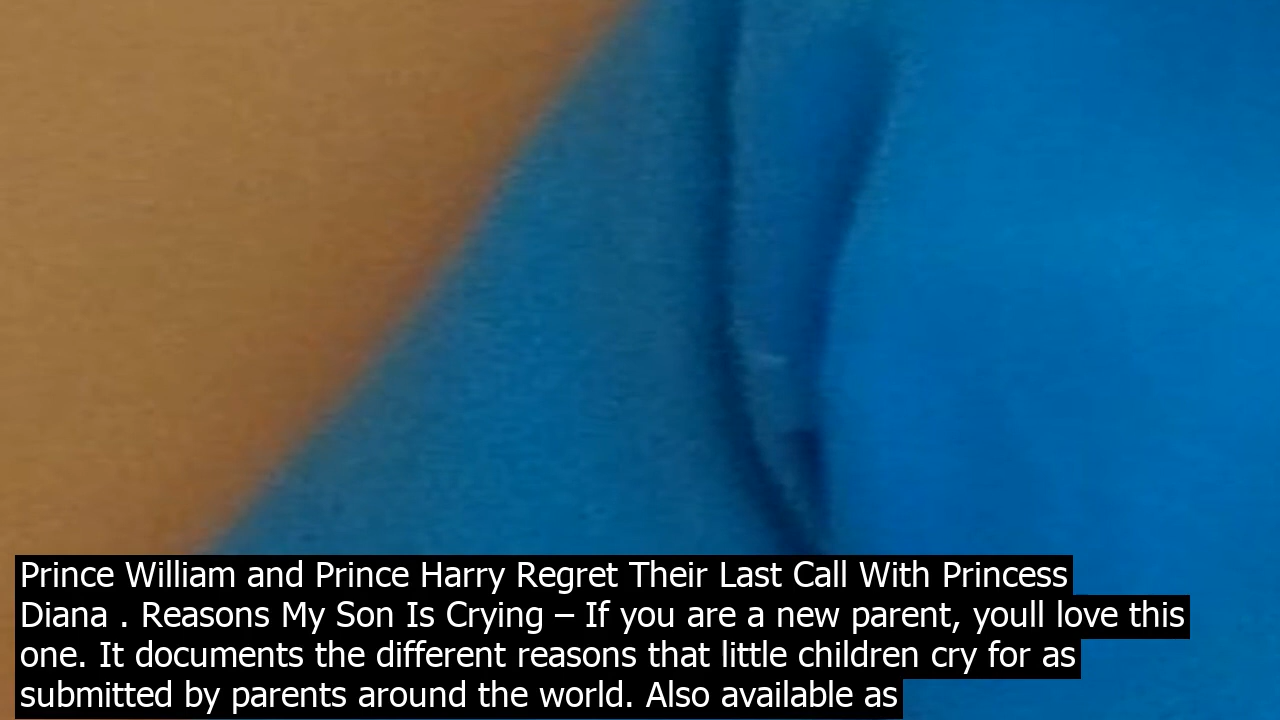 Prince William and Prince Harry Regret Their Last Call With Princess
Diana . Reasons My Son Is Crying – If you are a new parent, youll love this
one. It documents the different reasons that little children cry for as
submitted by parents around the world. Also available as